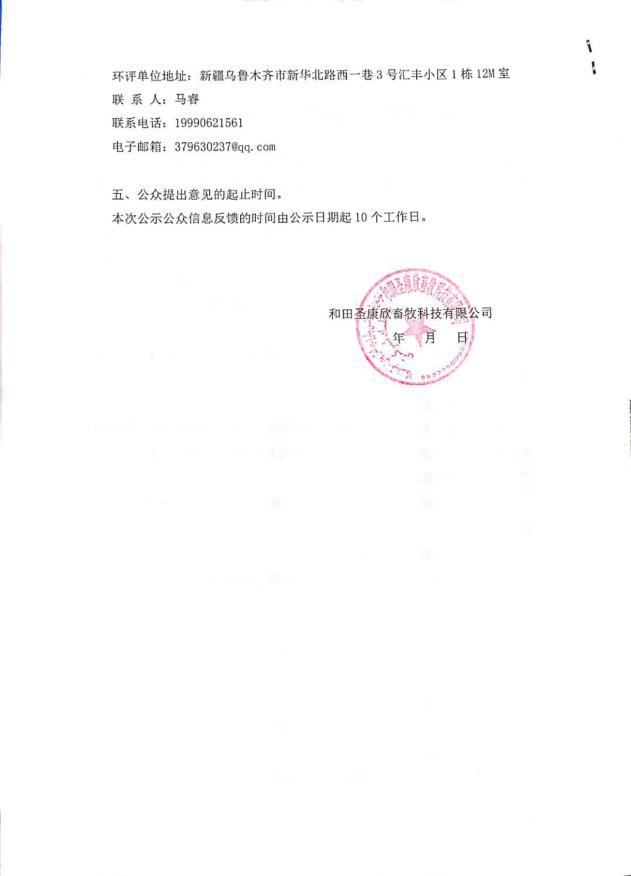 环评单位地址：新疆乌鲁木齐市新华北路西一巷3号汇丰小区1栋12M室
联 系 人：马睿
联系电话：19990621561
电子邮箱：379630237@qq.com
五、公众提出意见的起止时间。
本次公示公众信息反馈的时间由公示日期起10个工作日。
和田圣康欣畜牧科技有限公司
年 月 日